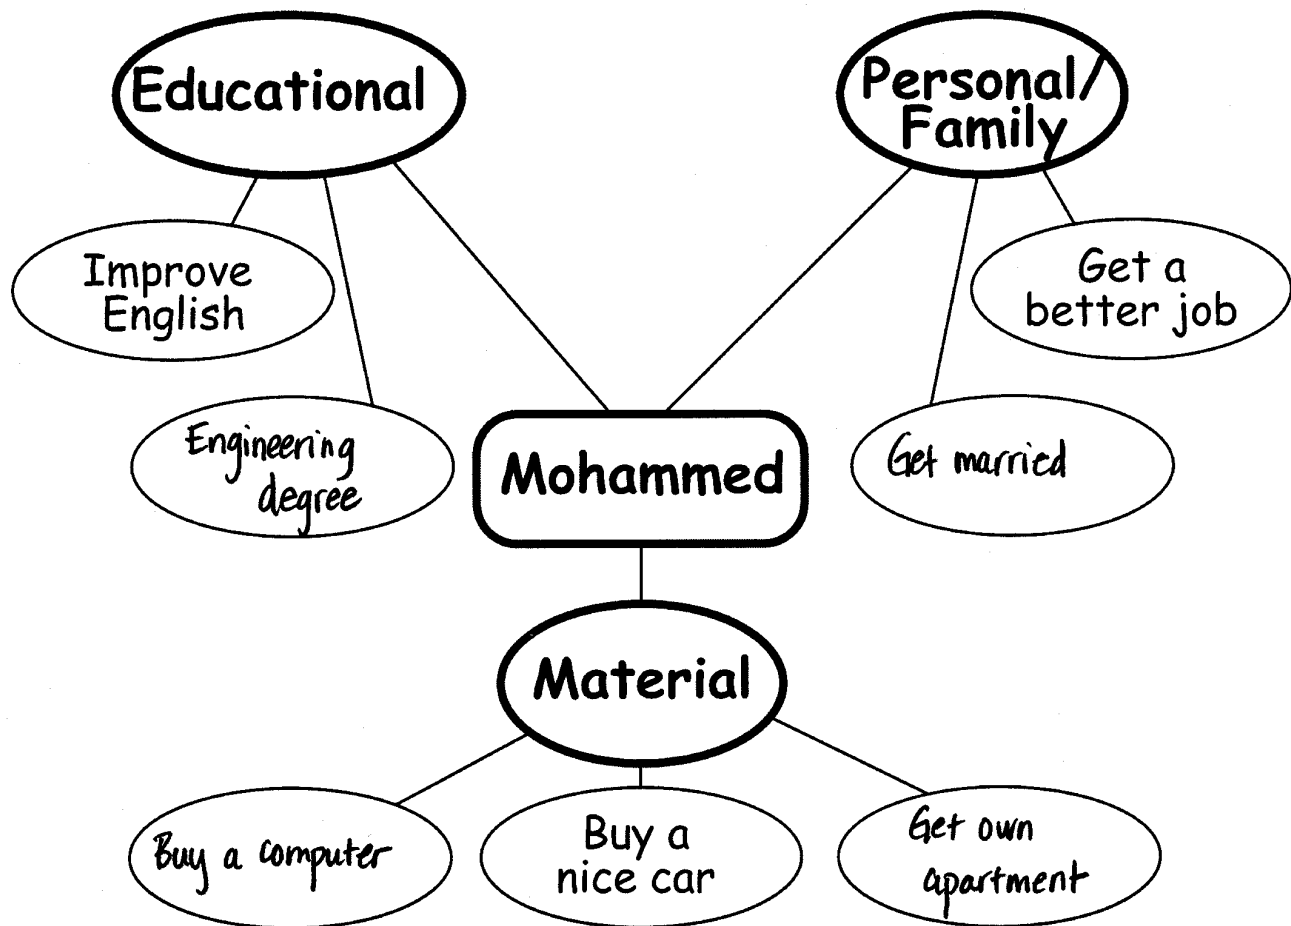 Educational
Personal/
Family
Improve
English
Get a
better job
Engineering
degree
Mohammed
Get married
Material
Buy a computer
Buy a
nice car
Get own
apartment